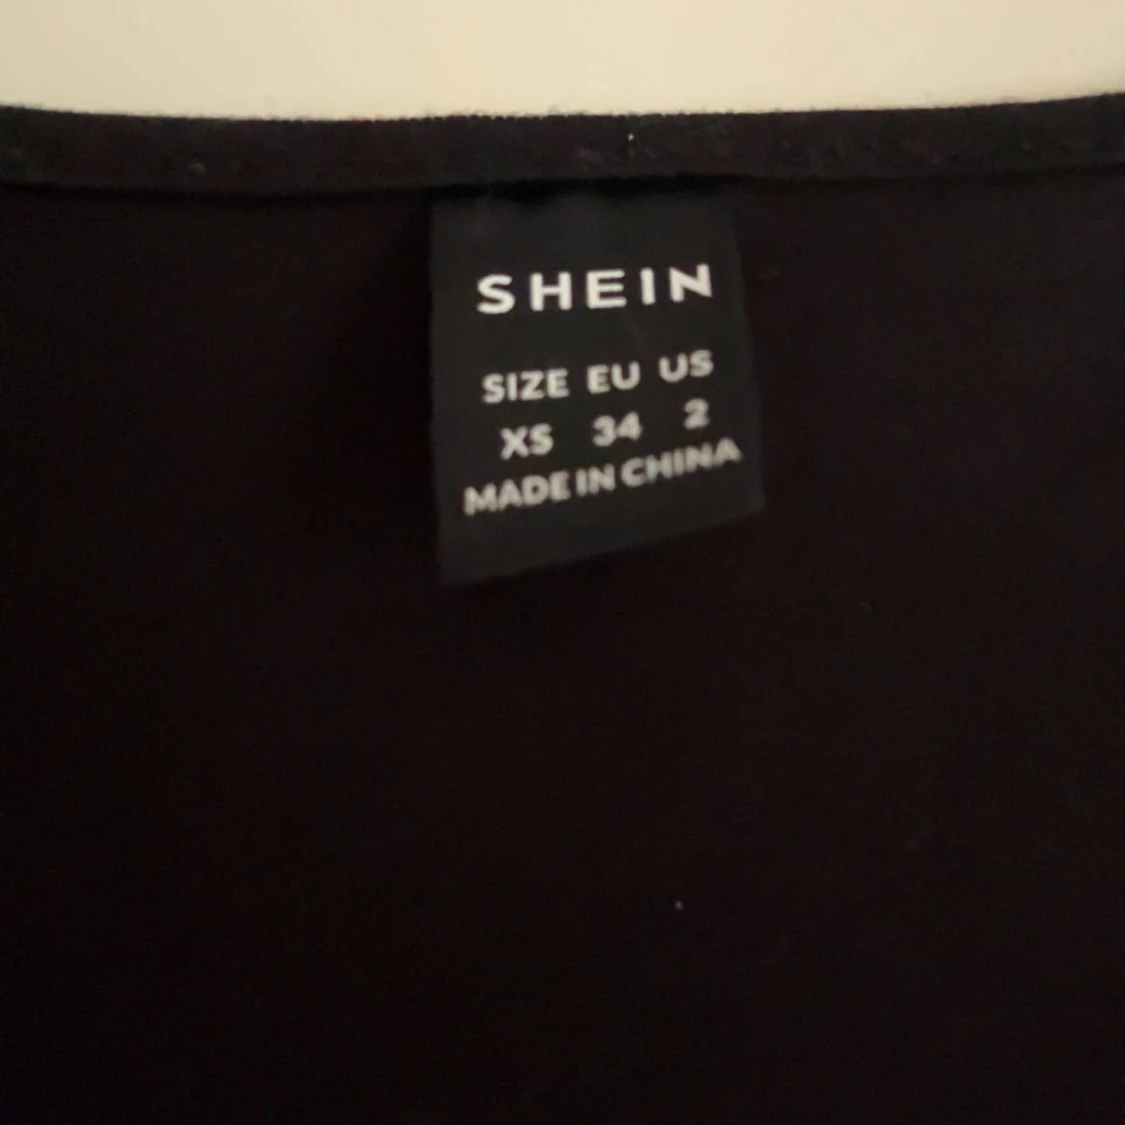 SHEIN
SIZE EU US
XS 34 2
MADE IN CHINA